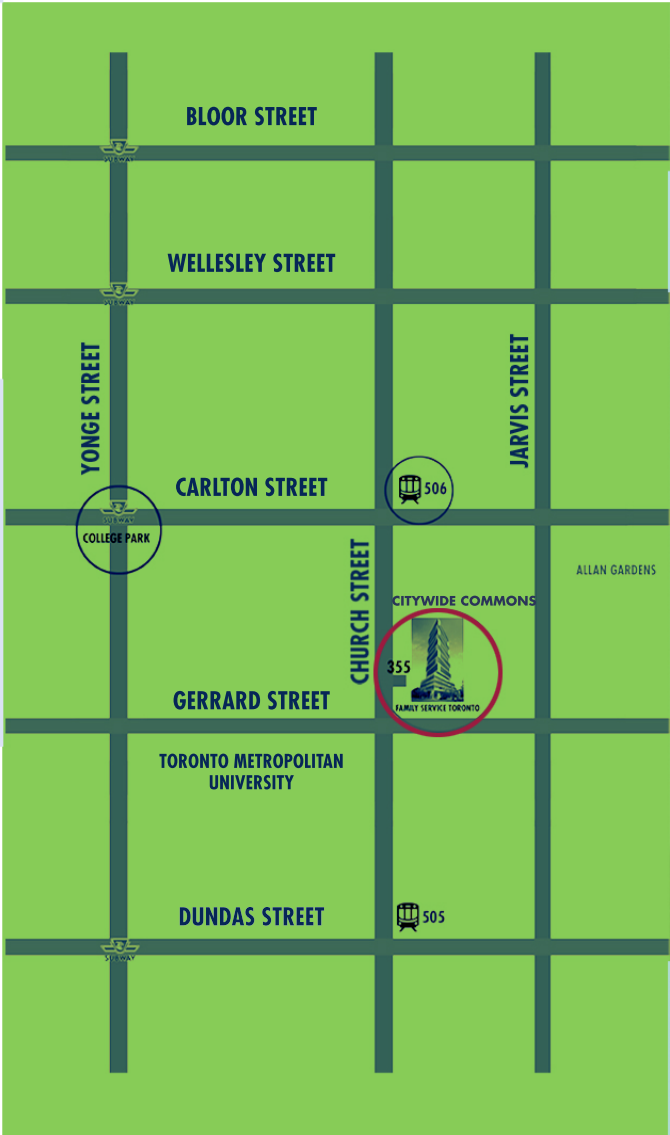 BLOOR STREET
SUBWAY
WELLESLEY STREET
SUBWAY
YONGE STREET
JARVIS STREET
CARLTON STREET
506
SUBWAY
COLLEGE PARK
CHURCH STREET
ALLAN GARDENS
CITYWIDE COMMONS
355
FAMILY SERVICE TORONTO
GERRARD STREET
TORONTO METROPOLITAN
UNIVERSITY
DUNDAS STREET
505
SUBWAY